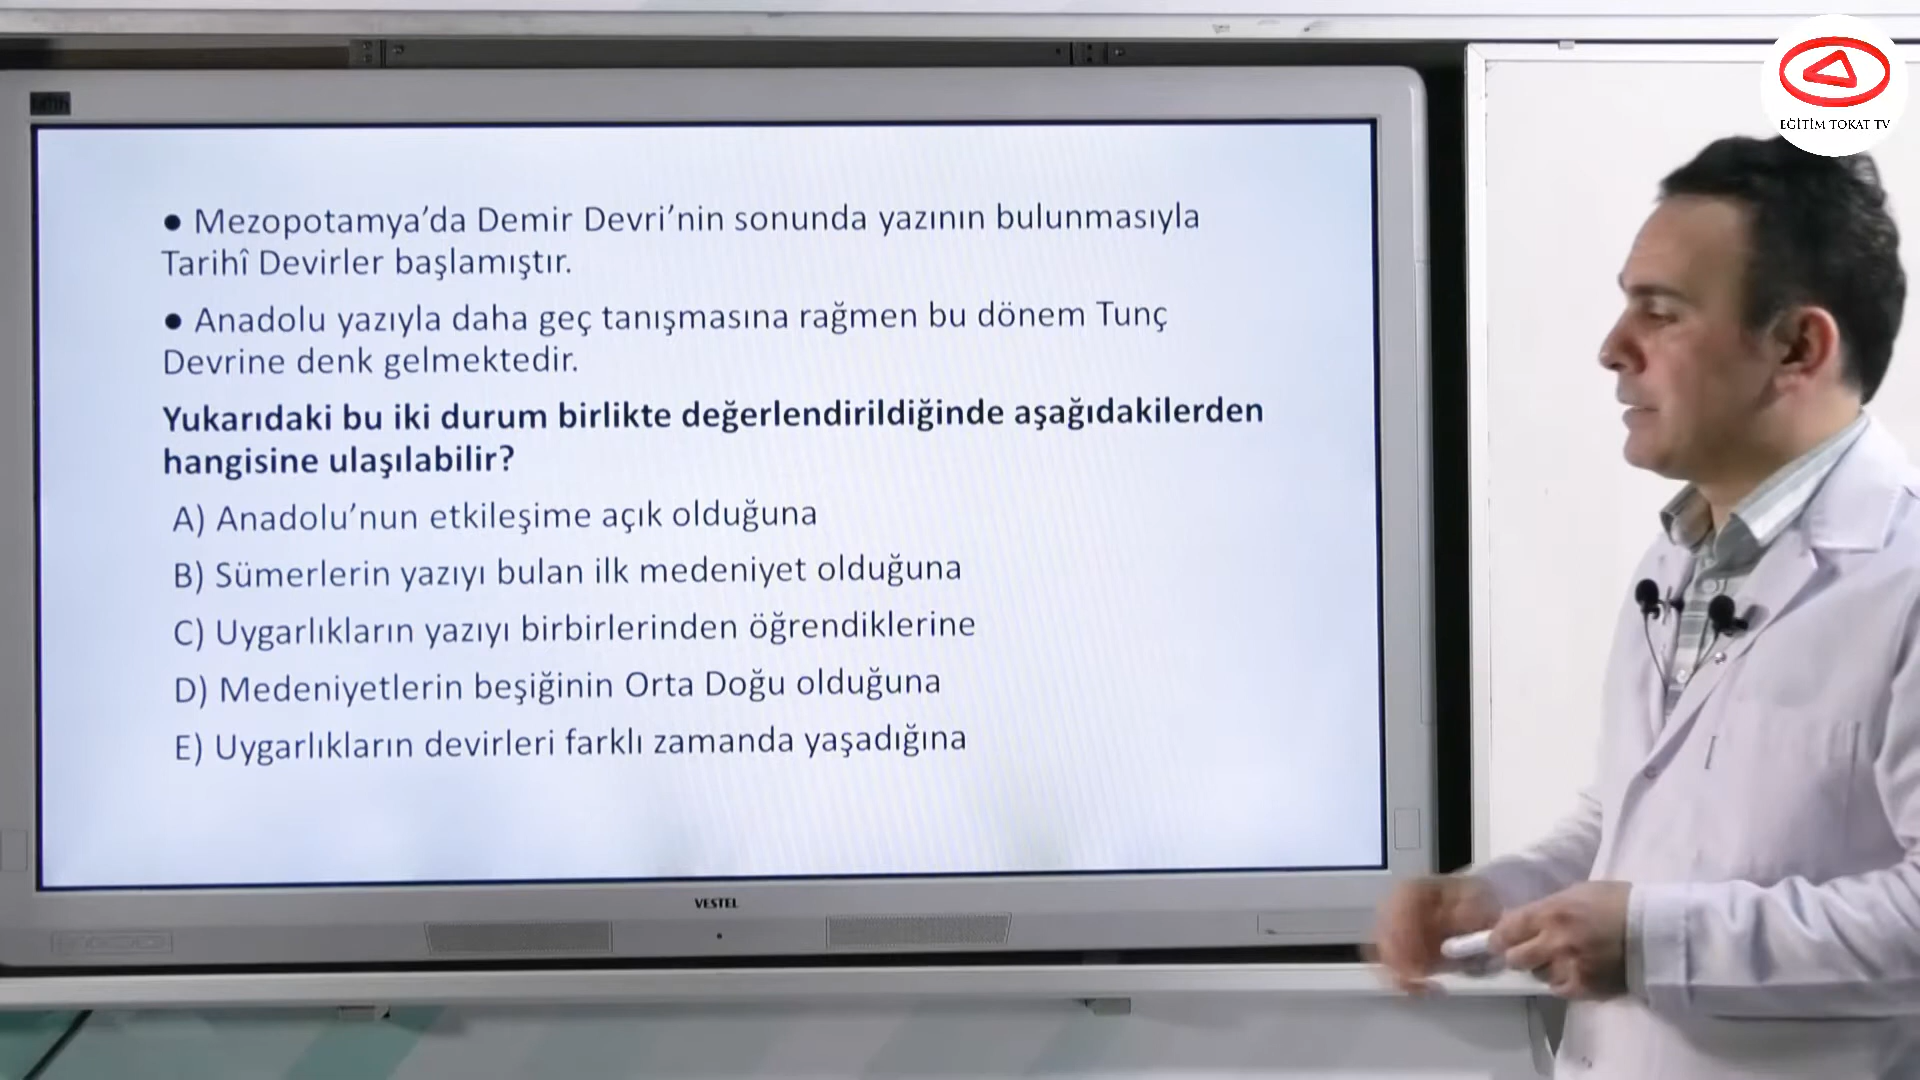 EĞİTİM TOKAT TV
● Mezopotamya’da Demir Devri’nin sonunda yazının bulunmasıyla
Tarihî Devirler başlamıştır.
● Anadolu yazıyla daha geç tanışmasına rağmen bu dönem Tunç
Devrine denk gelmektedir.
Yukarıdaki bu iki durum birlikte değerlendirildiğinde aşağıdakilerden
hangisine ulaşılabilir?
A) Anadolu’nun etkileşime açık olduğuna
B) Sümerlerin yazıyı bulan ilk medeniyet olduğuna
C) Uygarlıkların yazıyı birbirlerinden öğrendiklerine
D) Medeniyetlerin beşiğinin Orta Doğu olduğuna
E) Uygarlıkların devirleri farklı zamanda yaşadığına
VESTEL